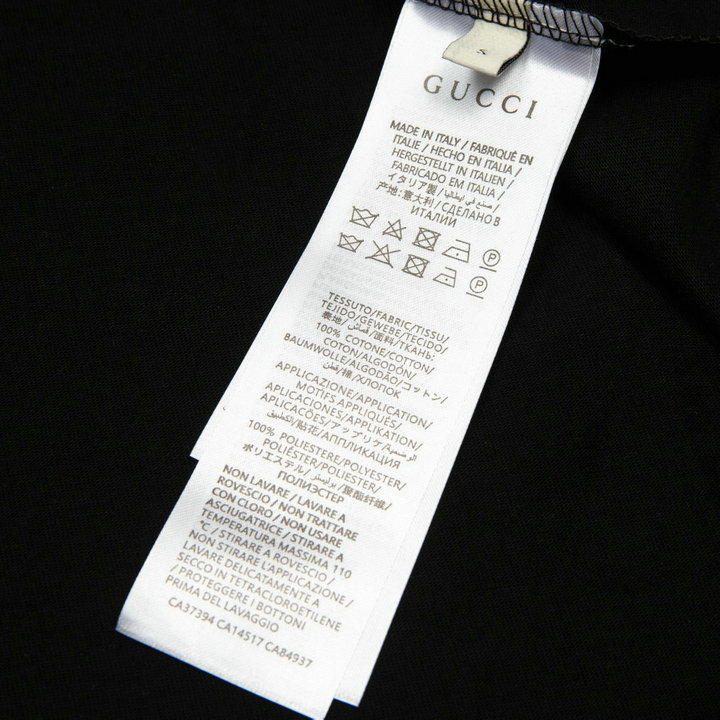 S
GUCCI
MADE IN ITALY / FABRIQUÉ EN
ITALIE / HECHO EN ITALIA /
HERGESTELLT IN ITALIEN /
FABRICADO EM ITALIA /
イタリア製 / صنع في ايطاليا /
产地: 意大利 / СДЕЛАНО В
ИТАЛИИ
P
P
TESSUTO/FABRIC/TISSU/
TEJIDO/GEWEBE/TECIDO/
表地/قماش/面料/ТКАНЬ:
100% COTONE/COTTON/
COTON/ALGODÓN/
BAUMWOLLE/ALGODÃO/コットン/
قطن/棉/ХЛОПОК
APPLICAZIONE/APPLICATION/
MOTIFS APPLIQUÉS/
APLICACIONES/APPLIKATION/
APLICACÕES/アップリケ/
التطبيق/贴花/АППЛИКАЦИЯ
100% POLIESTERE/POLYESTER/
POLIÉSTER/POLYESTER/
ポリエステル/بوليستر/聚酯纤维/
ПОЛИЭСТЕР
NON LAVARE / LAVARE A
ROVESCIO / NON TRATTARE
CON CLORO / NON USARE
ASCIUGATRICE / STIRARE A
TEMPERATURA MASSIMA 110
°C / STIRARE A ROVESCIO /
NON STIRARE L'APPLICAZIONE /
LAVARE DELICATAMENTE A
SECCO IN TETRACLOROETILENE
/ PROTEGGERE I BOTTONI
PRIMA DEL LAVAGGIO
CA37394 CA14517 CA84937